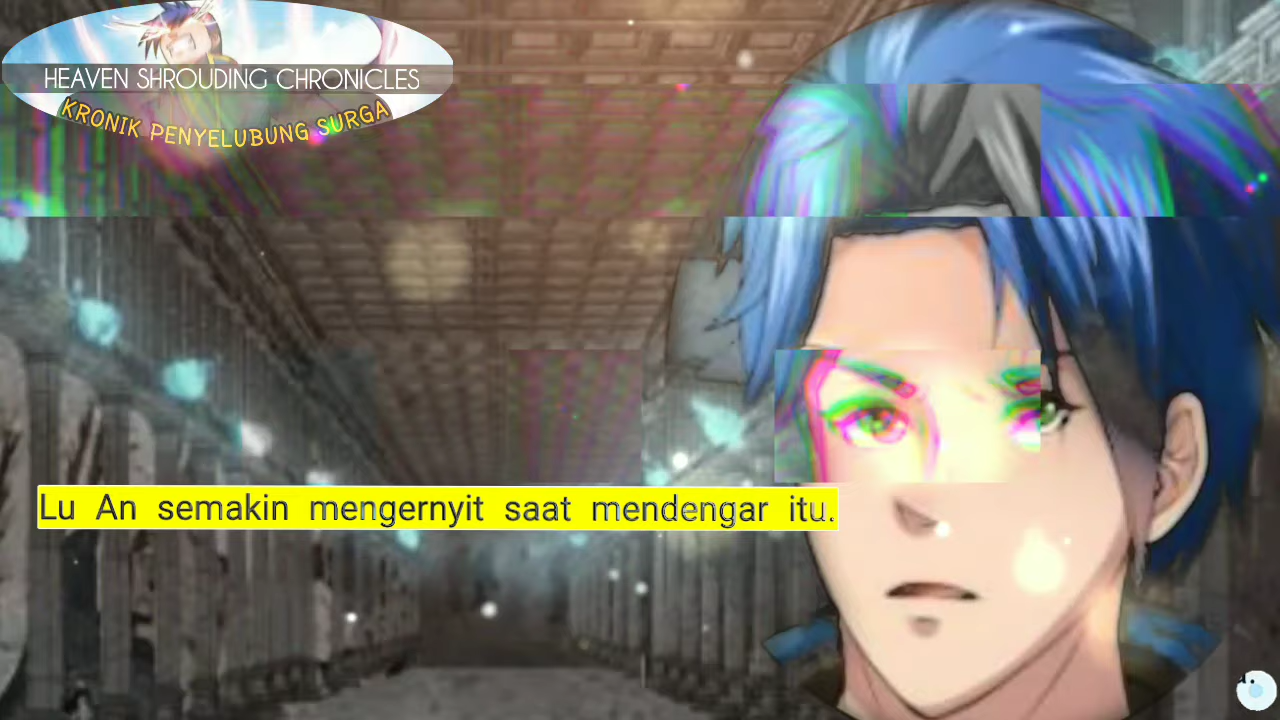 HEAVEN SHROUDING CHRONICLES
KRONIK PENYELUBUNG SURGA
Lu An semakin mengernyit saat mendengar itu.